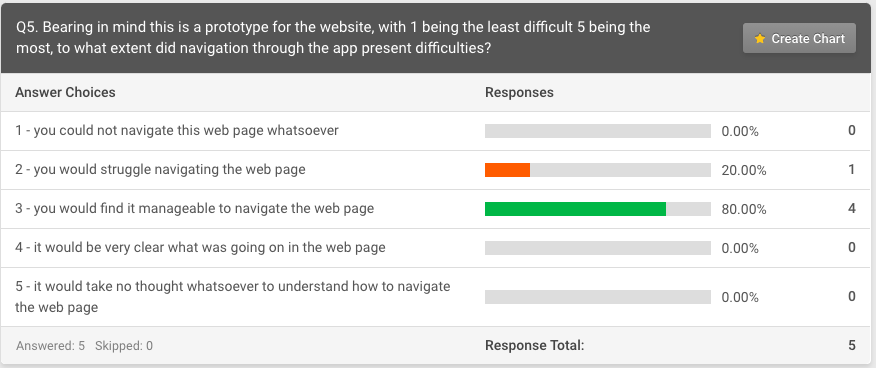 Q5. Bearing in mind this is a prototype for the website, with 1 being the least difficult 5 being the
most, to what extent did navigation through the app present difficulties?
Create Chart
Answer Choices Responses
1 - you could not navigate this web page whatsoever 0.00% 0
2 - you would struggle navigating the web page 20.00% 1
3 - you would find it manageable to navigate the web page 80.00% 4
4 - it would be very clear what was going on in the web page 0.00% 0
5 - it would take no thought whatsoever to understand how to navigate
the web page 0.00% 0
Answered: 5 Skipped: 0 Response Total: 5